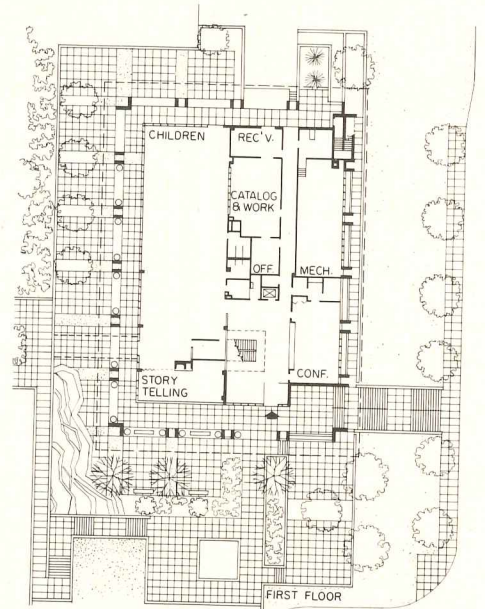 CHILDREN
REC'V.
CATALOG
& WORK
OFF.
MECH.
CONF.
STORY
TELLING
FIRST FLOOR